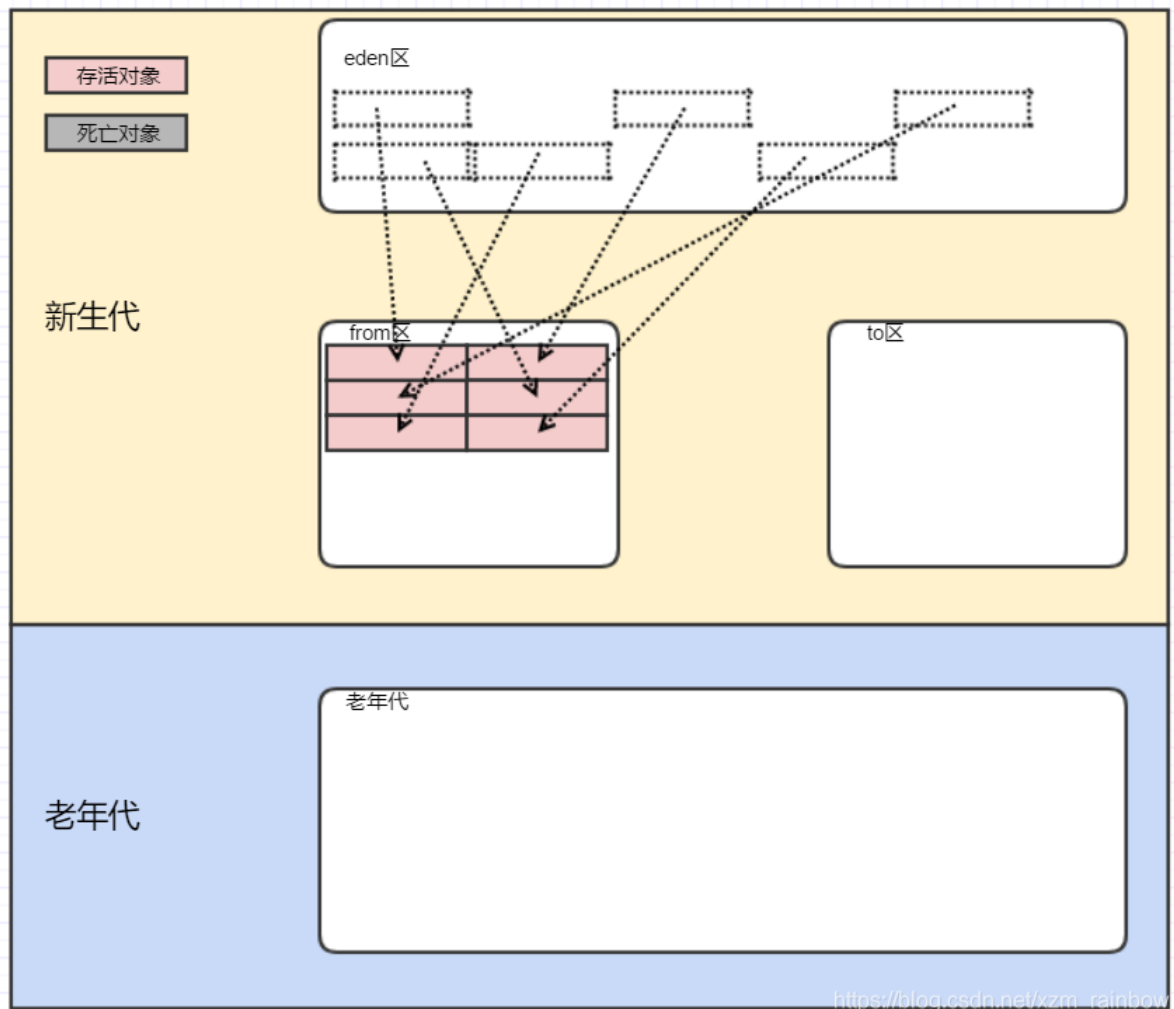 eden区
存活对象
死亡对象
新生代
from区
to区
老年代
老年代
https://blog.csdn.net/xzm_rainbow